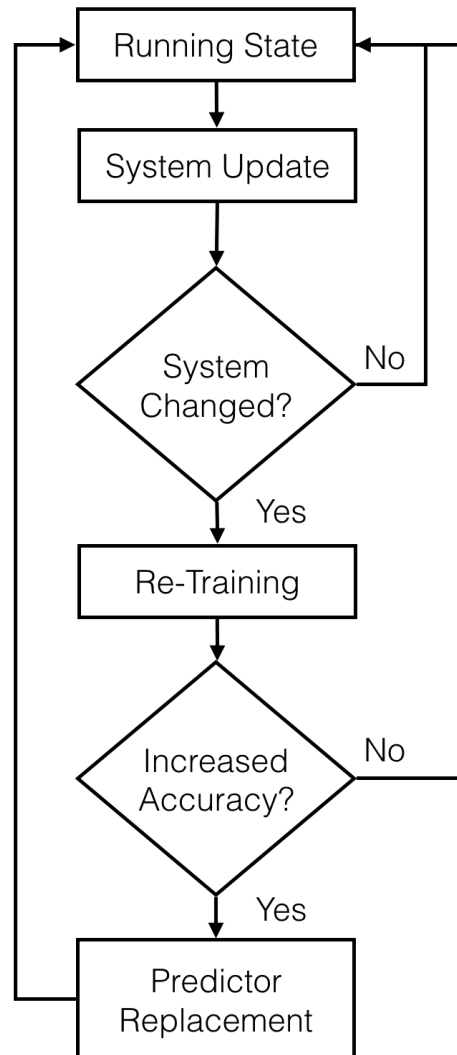 Running State
System Update
System
Changed?
No
Yes
Re-Training
Increased
Accuracy?
No
Yes
Predictor
Replacement